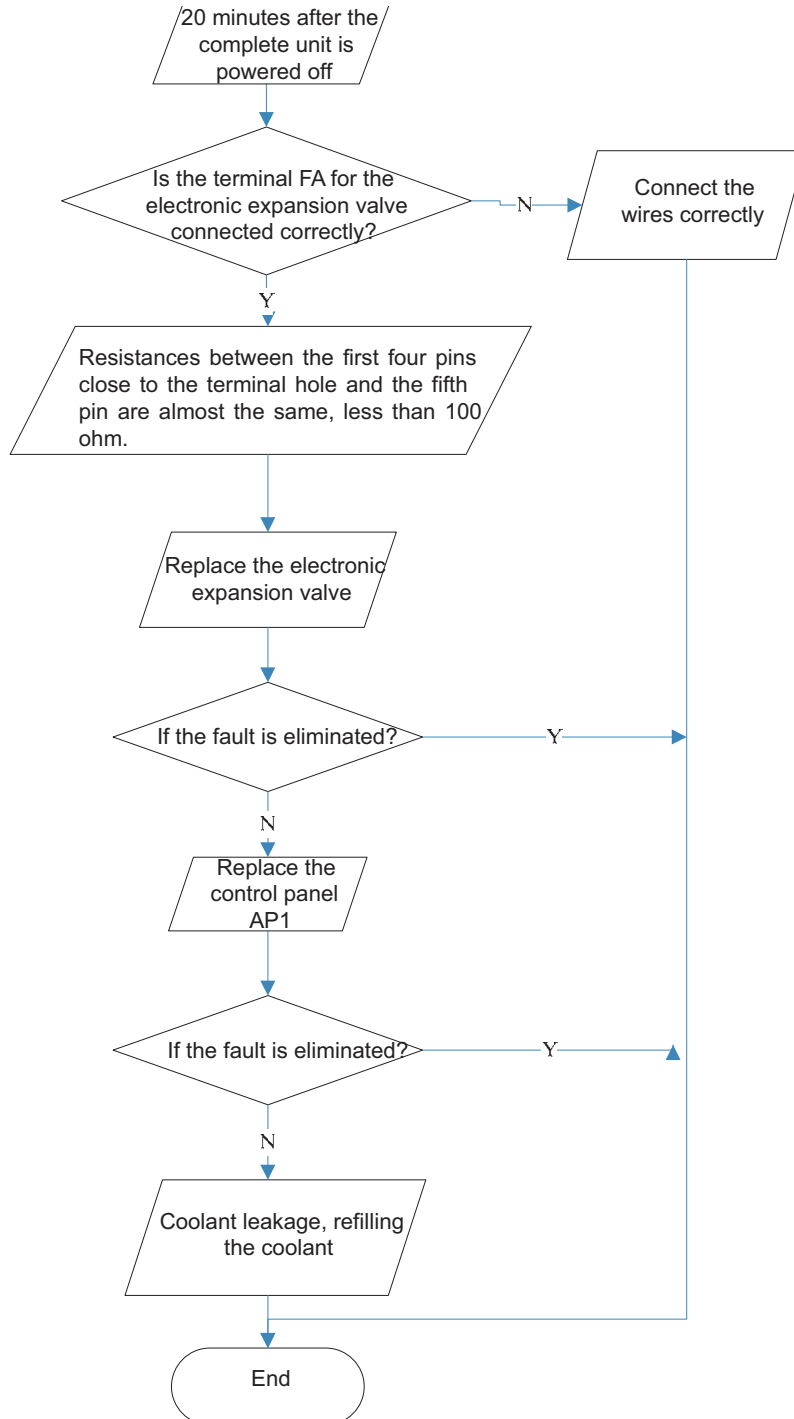 20 minutes after the
complete unit is
powered off
Is the terminal FA for the
electronic expansion valve
connected correctly?
N
Connect the
wires correctly
Y
Resistances between the first four pins
close to the terminal hole and the fifth
pin are almost the same, less than 100
ohm.
Replace the electronic
expansion valve
If the fault is eliminated?
Y
N
Replace the
control panel
AP1
If the fault is eliminated?
Y
N
Coolant leakage, refilling
the coolant
End